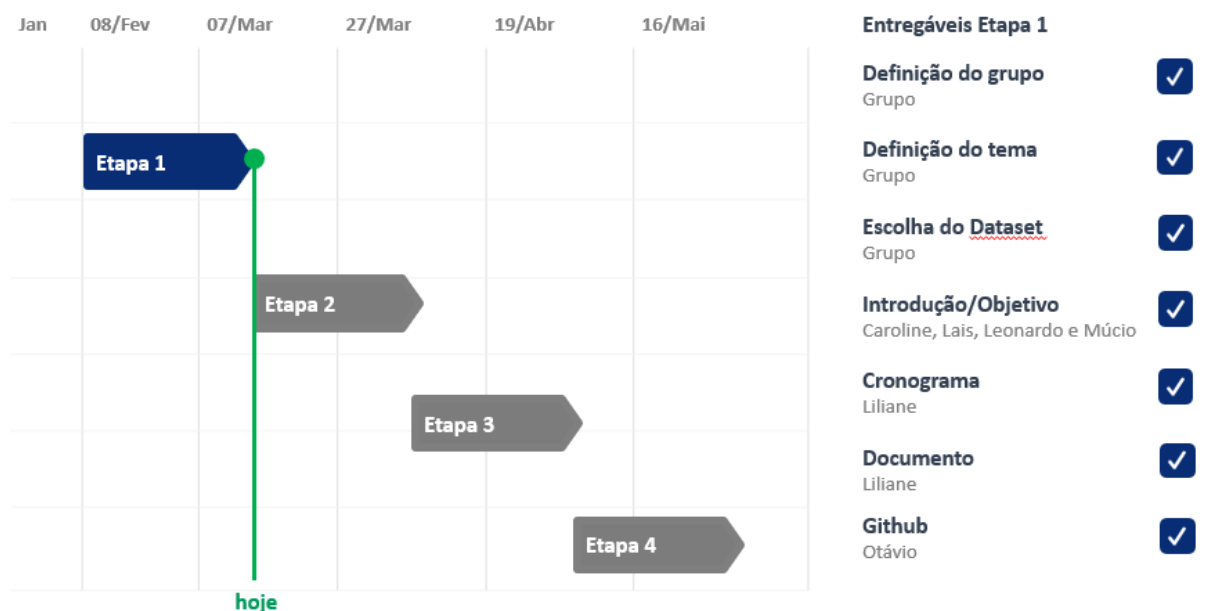 Jan 08/Fev 07/Mar 27/Mar 19/Abr 16/Mai
Etapa 1
Etapa 2
Etapa 3
Etapa 4
hoje
Entregáveis Etapa 1
Definição do grupo
Grupo
Definição do tema
Grupo
Escolha do Dataset
Grupo
Introdução/Objetivo
Caroline, Lais, Leonardo e Múcio
Cronograma
Liliane
Documento
Liliane
Github
Otávio